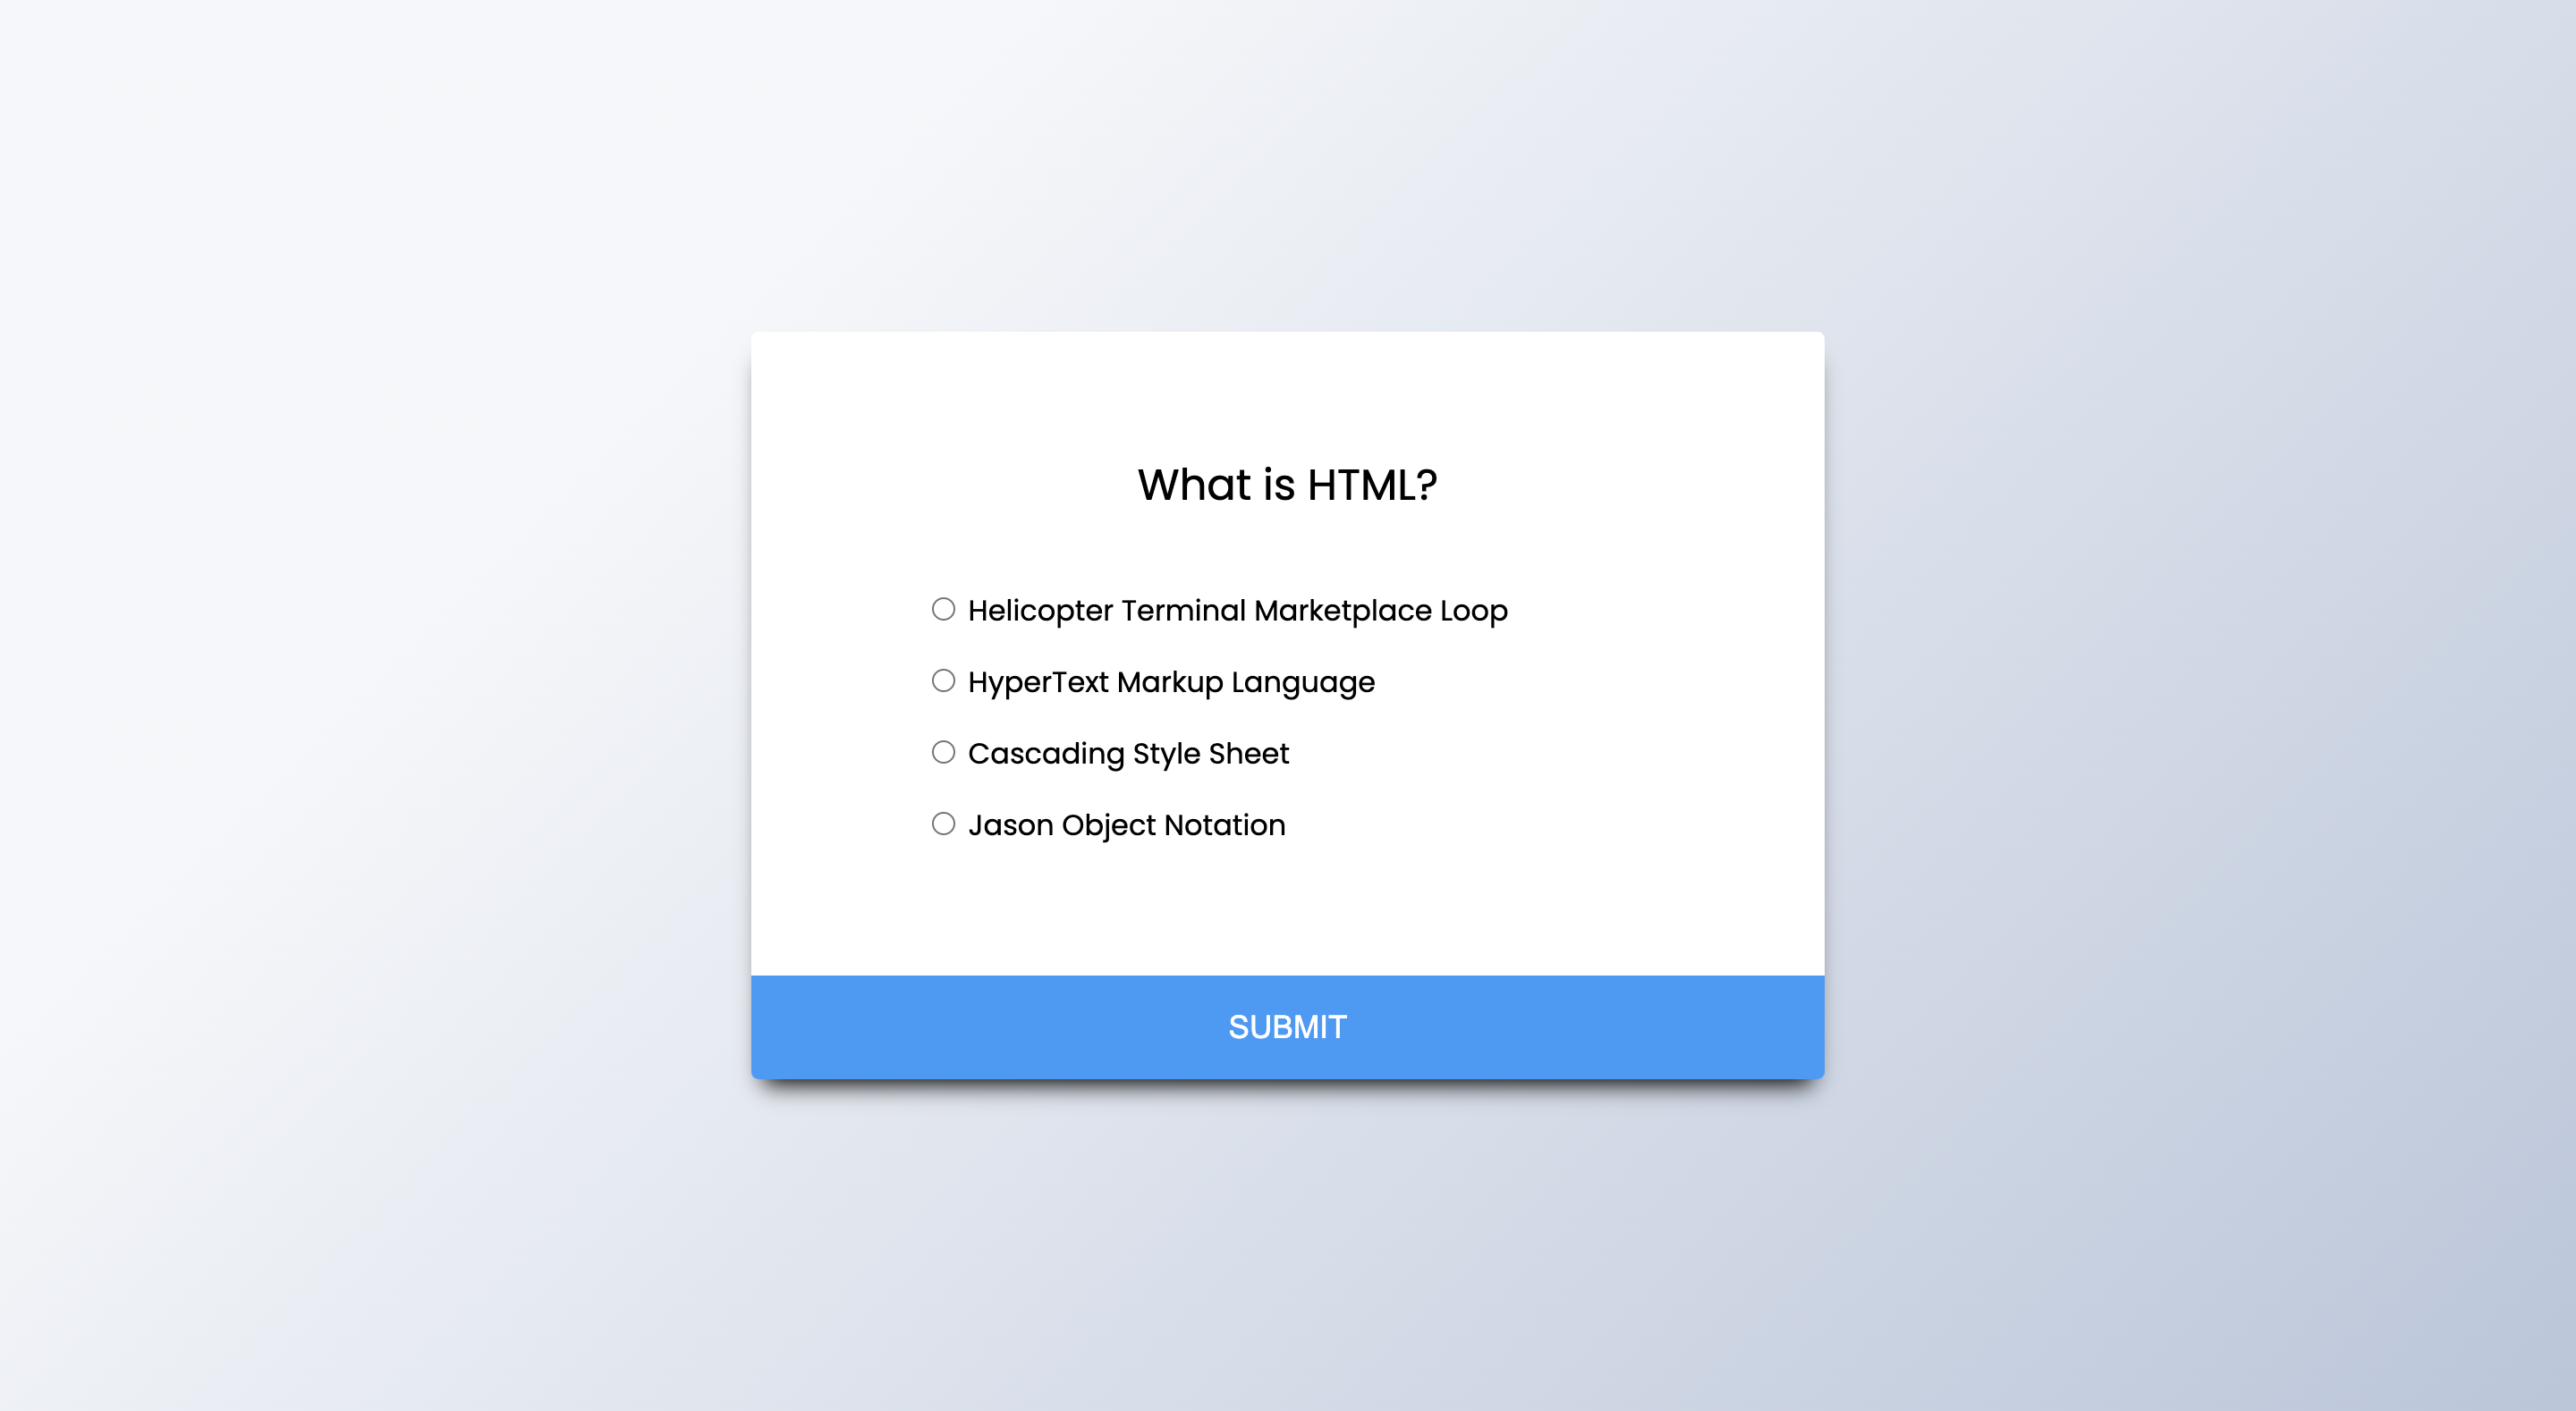 What is HTML?
Helicopter Terminal Marketplace Loop
HyperText Markup Language
Cascading Style Sheet
Jason Object Notation
SUBMIT